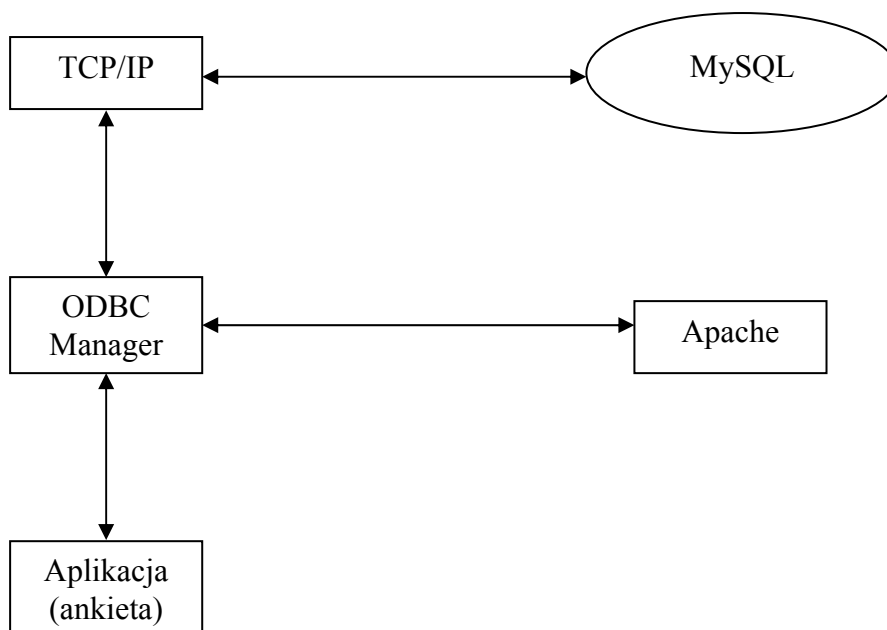 TCP/IP
MySQL
ODBC
Manager
Apache
Aplikacja
(ankieta)